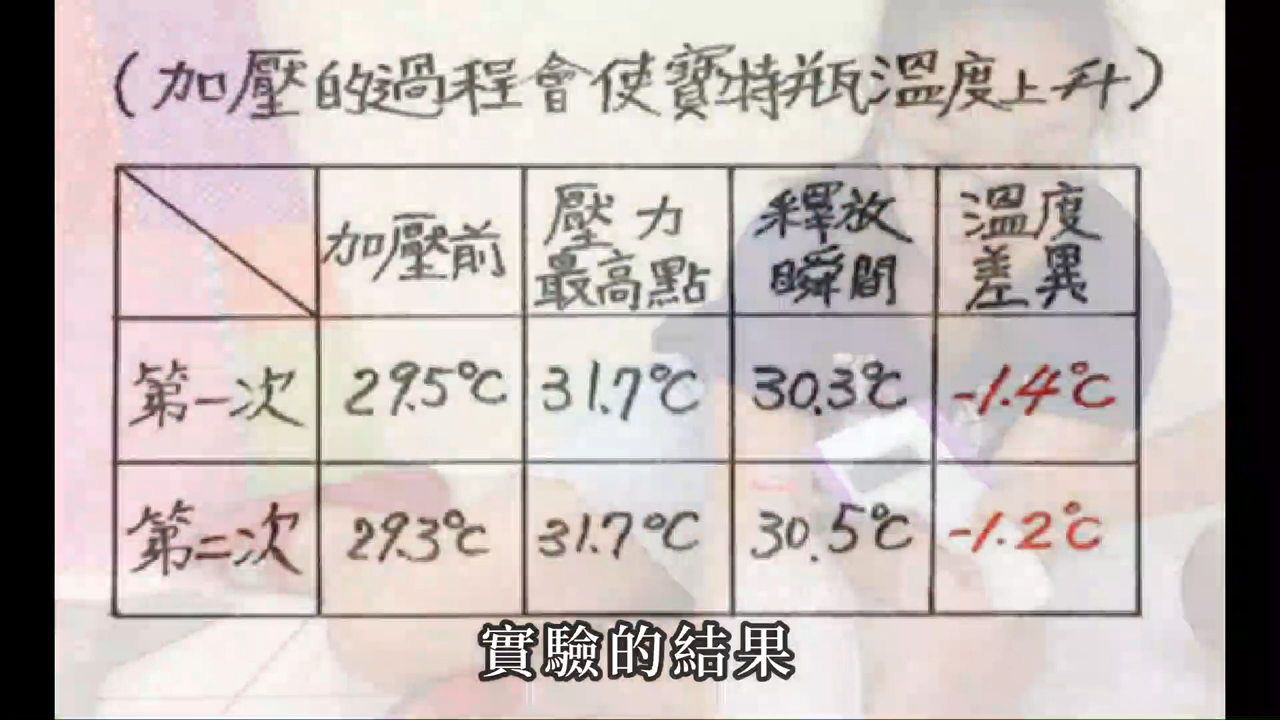 (加壓的過程會使寶特瓶溫度上升)
加壓前
壓力
最高點
釋放
瞬間
溫度
差異
第一次 29.5℃ 31.7℃ 30.3℃ -1.4℃
第二次 29.3℃ 31.7℃ 30.5℃ -1.2℃
實驗的結果